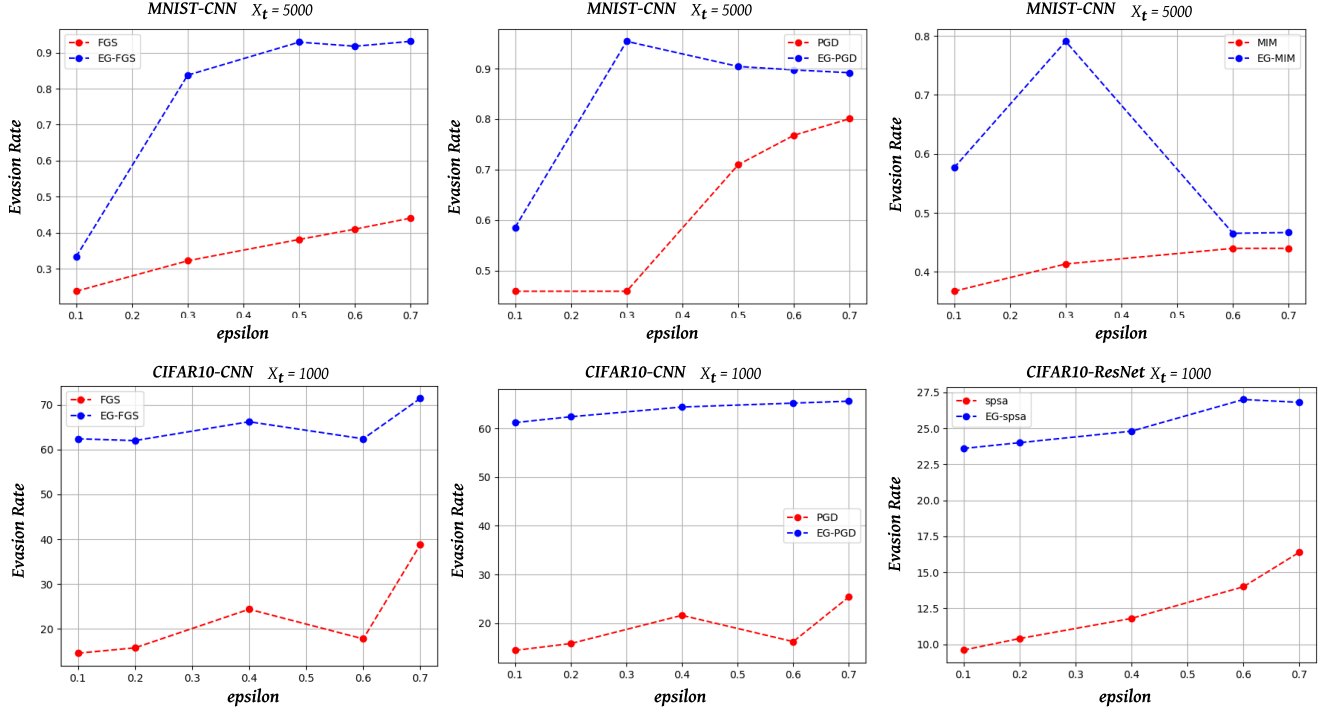 MNIST-CNN X_t = 5000
FGS
EG-FGS
Evasion Rate
0.9
0.8
0.7
0.6
0.5
0.4
0.3
0.1 0.2 0.3 0.4 0.5 0.6 0.7
epsilon
MNIST-CNN X_t = 5000
PGD
EG-PGD
Evasion Rate
0.9
0.8
0.7
0.6
0.5
0.1 0.2 0.3 0.4 0.5 0.6 0.7
epsilon
MNIST-CNN X_t = 5000
MIM
EG-MIM
Evasion Rate
0.8
0.7
0.6
0.5
0.4
0.1 0.2 0.3 0.4 0.5 0.6 0.7
epsilon
CIFAR10-CNN X_t = 1000
FGS
EG-FGS
Evasion Rate
70
60
50
40
30
20
0.1 0.2 0.3 0.4 0.5 0.6 0.7
epsilon
CIFAR10-CNN X_t = 1000
PGD
EG-PGD
Evasion Rate
60
50
40
30
20
0.1 0.2 0.3 0.4 0.5 0.6 0.7
epsilon
CIFAR10-ResNet X_t = 1000
spsa
EG-spsa
Evasion Rate
27.5
25.0
22.5
20.0
17.5
15.0
12.5
10.0
0.1 0.2 0.3 0.4 0.5 0.6 0.7
epsilon